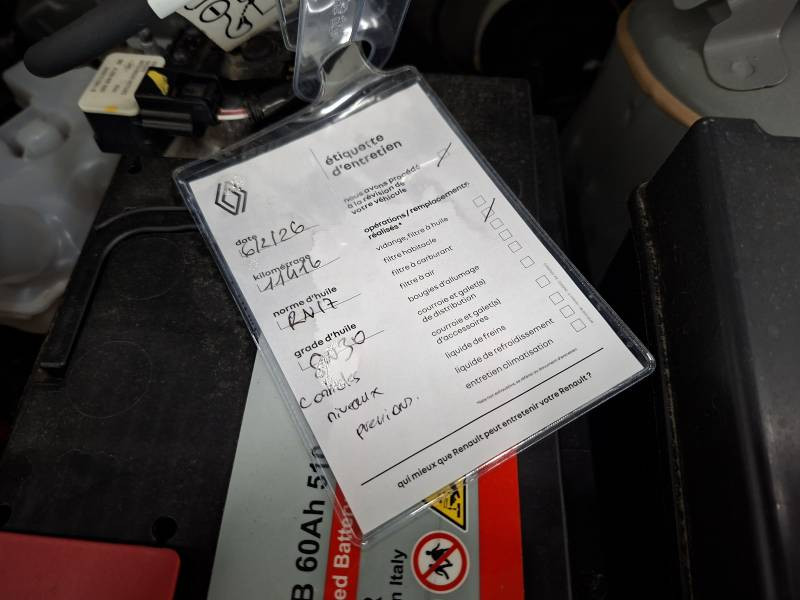 étiquette
d'entretien
nous avons procédé
à la révision de
votre véhicule
date
6/2/26
kilométrage
11416
norme d'huile
RN17
grade d'huile
niveaux
opérations/remplacements
réalisés*
vidange, filtre à huile
filtre habitacle
filtre à carburant
filtre à air
bougies d'allumage
courroie et galet(s)
de distribution
courroie et galet(s)
d'accessoires
liquide de freins
liquide de refroidissement
entretien climatisation
qui mieux que Renault peut entretenir votre Renault ?
B 60Ah 510
ed Batter
n Italy